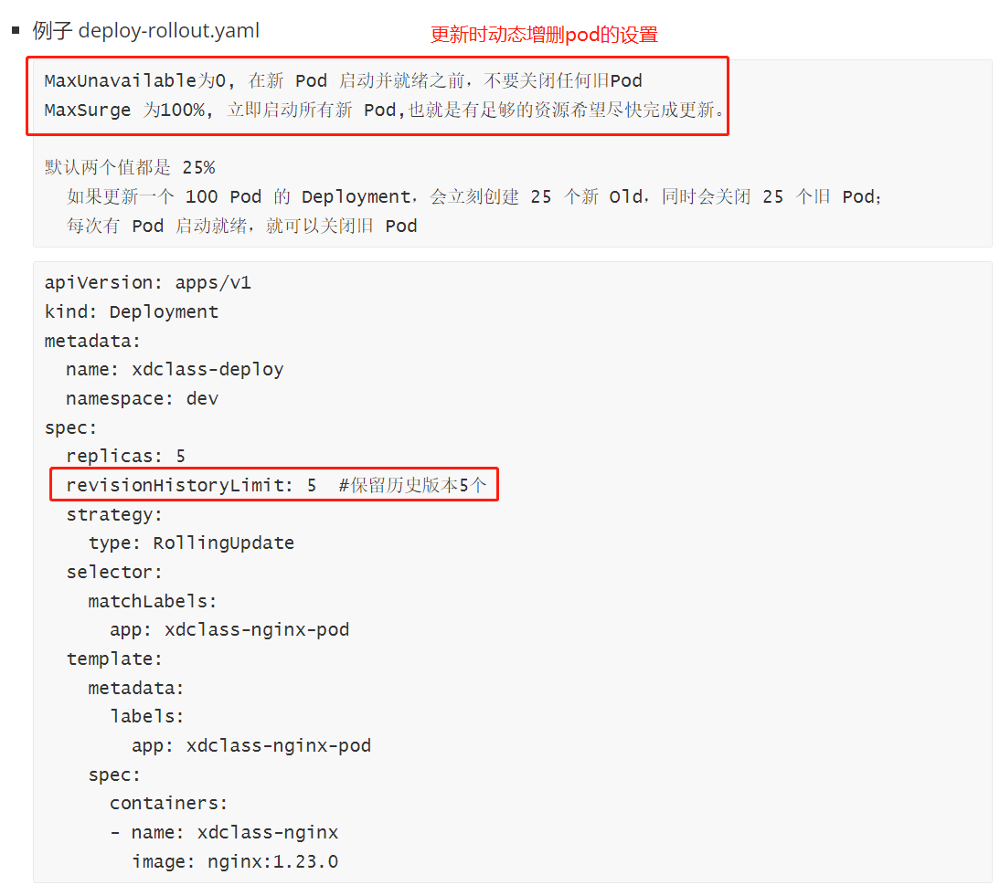 例子 deploy-rollout.yaml
更新时动态增删pod的设置
MaxUnavailable为0, 在新 Pod 启动并就绪之前，不要关闭任何旧Pod
MaxSurge 为100%, 立即启动所有新 Pod,也就是有足够的资源希望尽快完成更新。
默认两个值都是 25%
如果更新一个 100 Pod 的 Deployment，会立刻创建 25 个新 Old，同时会关闭 25 个旧 Pod；
每次有 Pod 启动就绪，就可以关闭旧 Pod
apiVersion: apps/v1
kind: Deployment
metadata:
  name: xdclass-deploy
  namespace: dev
spec:
  replicas: 5
  revisionHistoryLimit: 5  #保留历史版本5个
  strategy:
    type: RollingUpdate
  selector:
    matchLabels:
      app: xdclass-nginx-pod
  template:
    metadata:
      labels:
        app: xdclass-nginx-pod
    spec:
      containers:
      - name: xdclass-nginx
        image: nginx:1.23.0